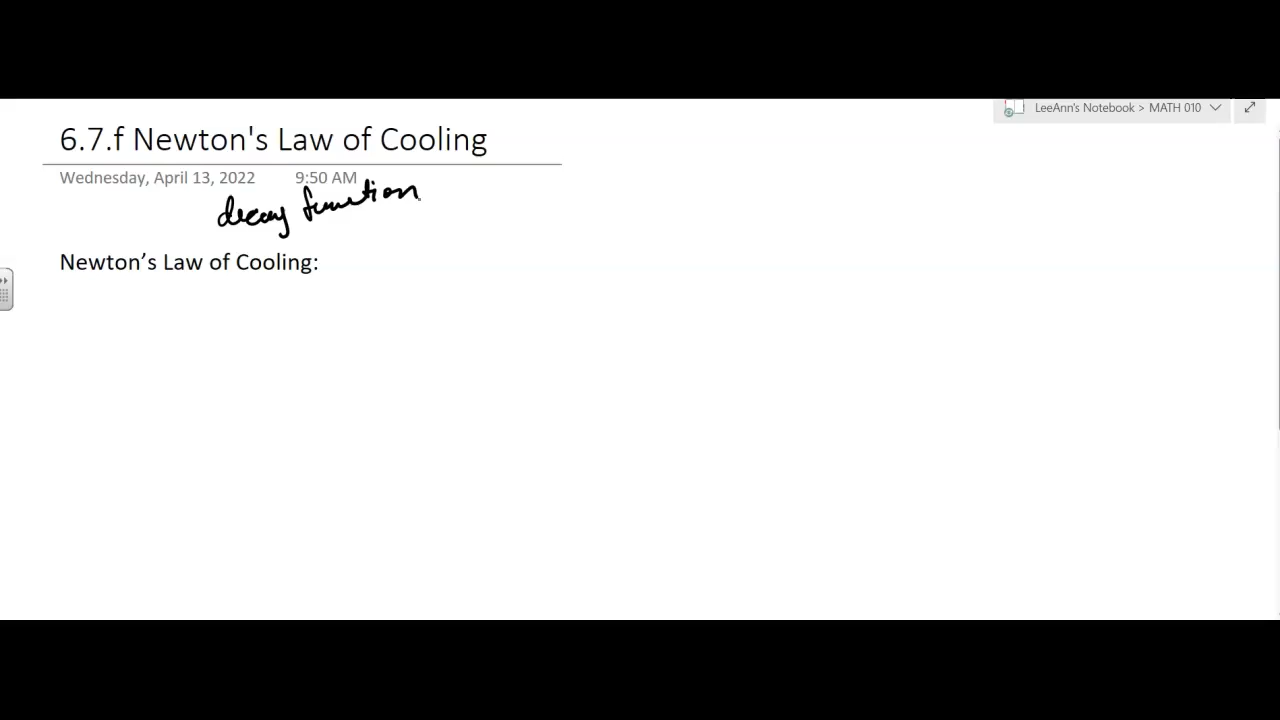 LeeAnn's Notebook > MATH 010
6.7.f Newton's Law of Cooling
Wednesday, April 13, 2022 9:50 AM
decay function
Newton’s Law of Cooling: